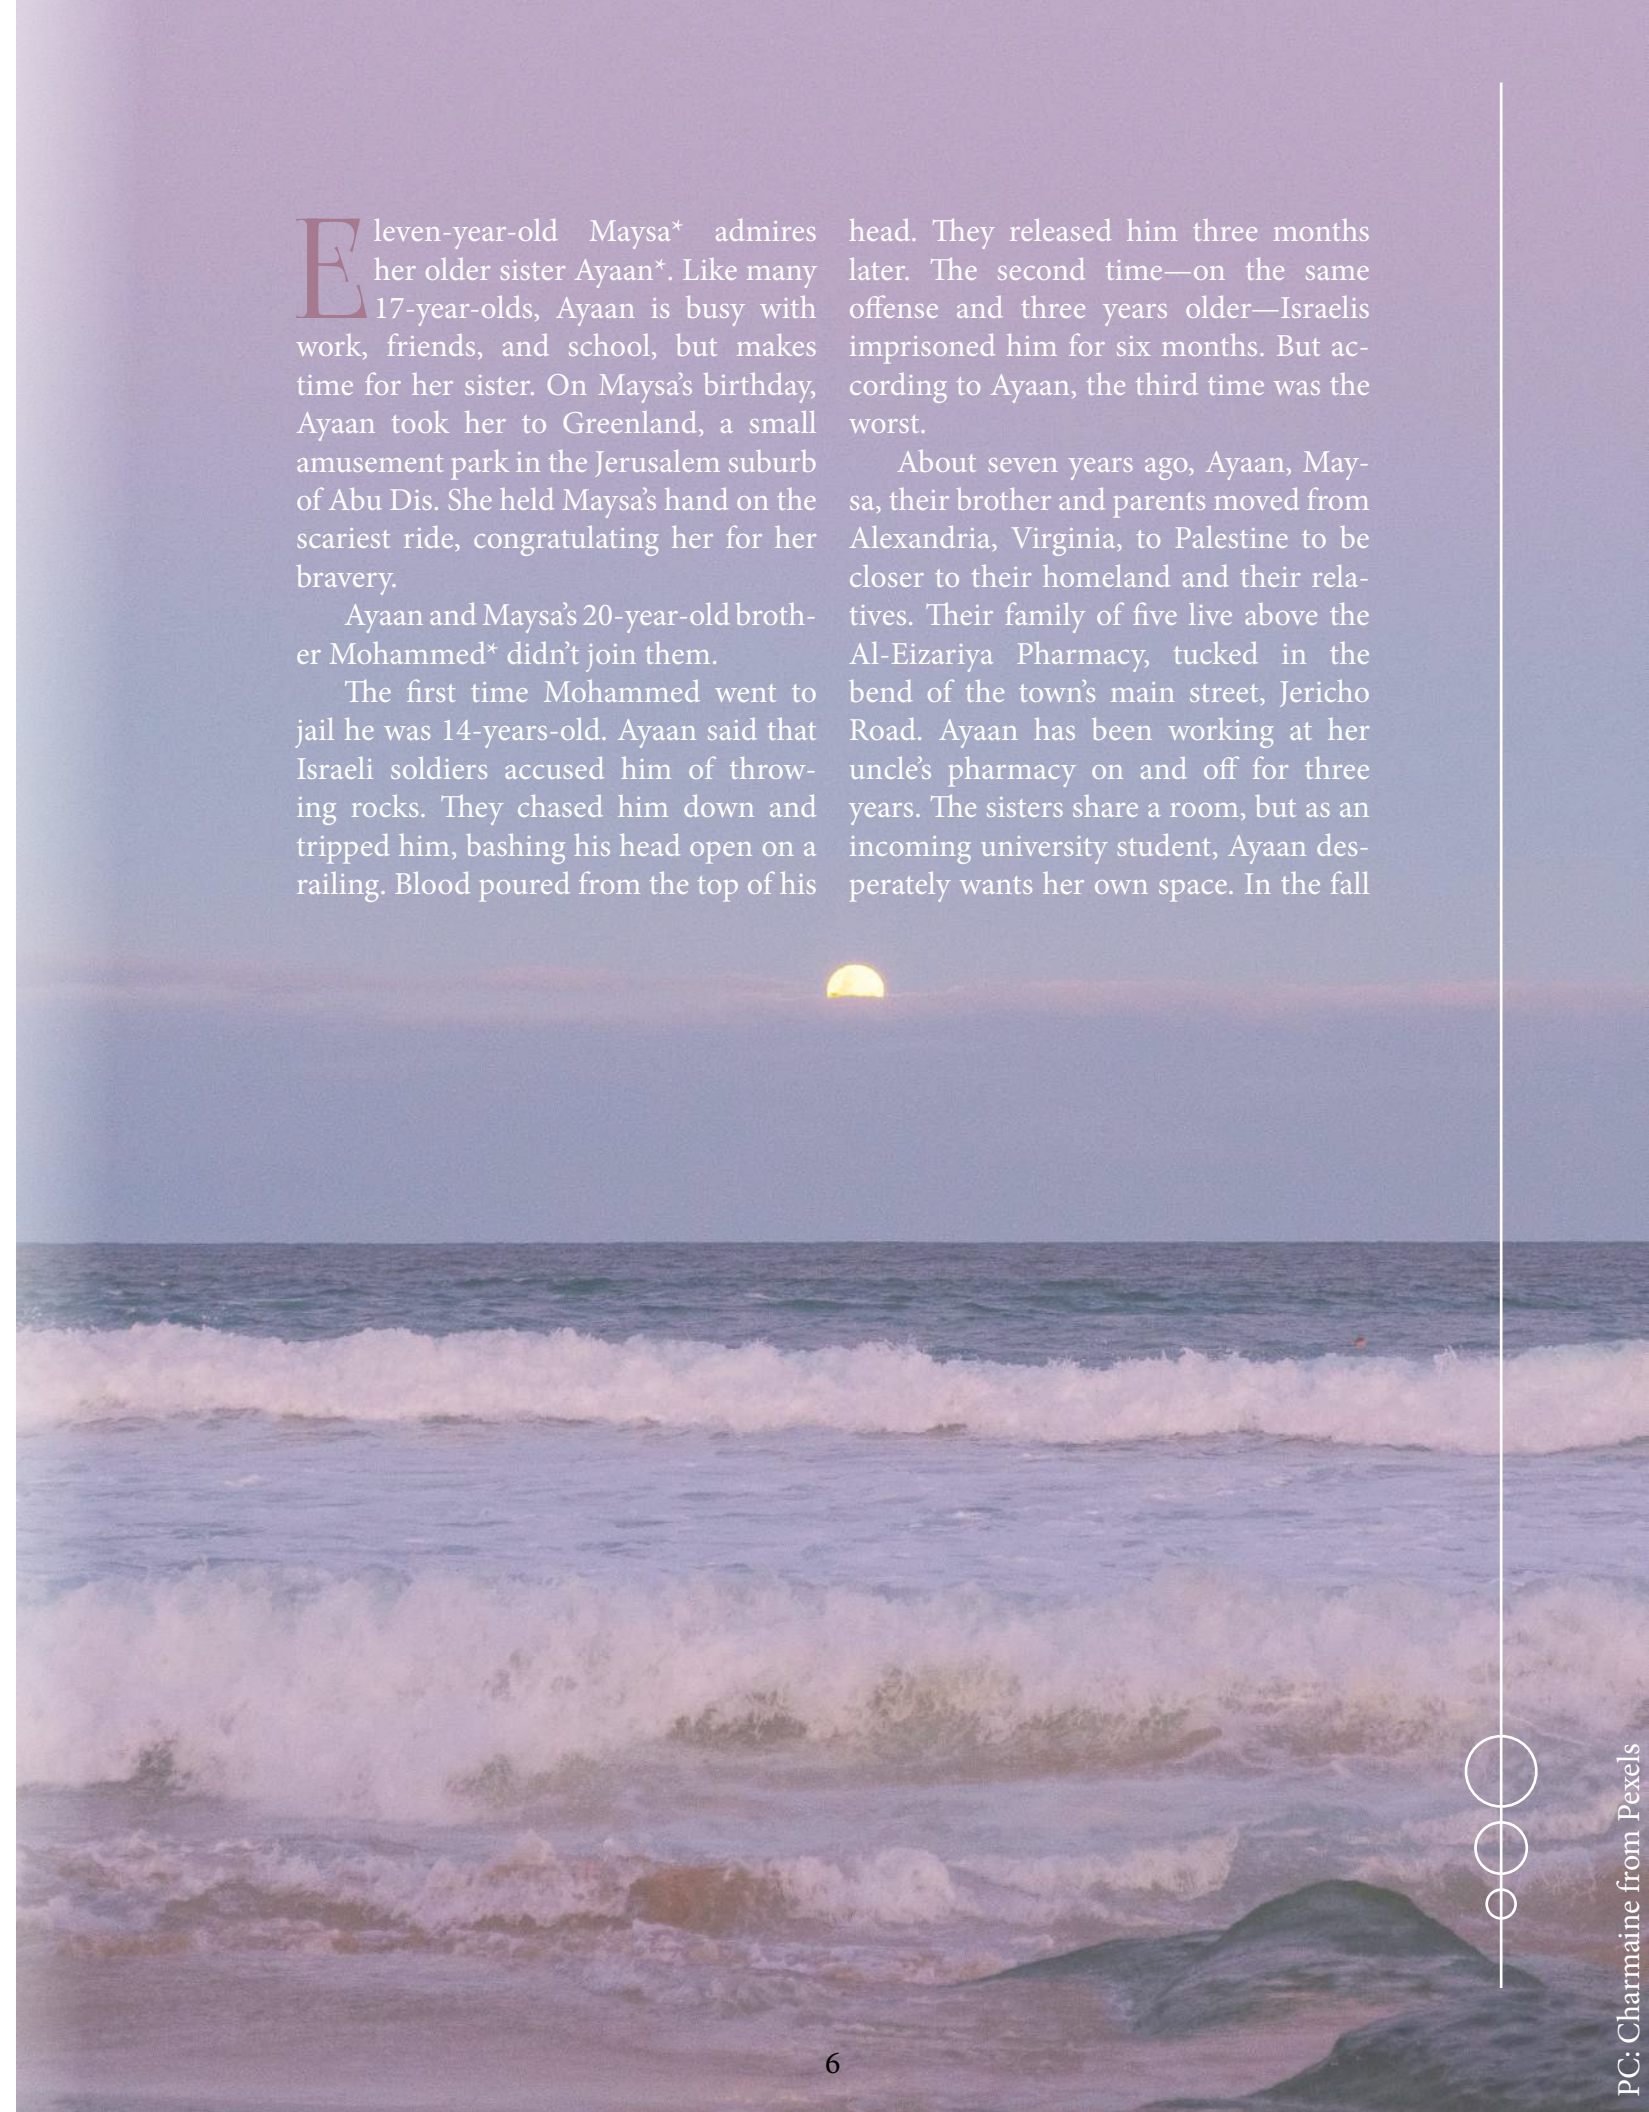 Eleven-year-old Maysa* admires
her older sister Ayaan*. Like many
17-year-olds, Ayaan is busy with
work, friends, and school, but makes
time for her sister. On Maysa’s birthday,
Ayaan took her to Greenland, a small
amusement park in the Jerusalem suburb
of Abu Dis. She held Maysa’s hand on the
scariest ride, congratulating her for her
bravery.
Ayaan and Maysa’s 20-year-old broth-
er Mohammed* didn’t join them.
The first time Mohammed went to
jail he was 14-years-old. Ayaan said that
Israeli soldiers accused him of throw-
ing rocks. They chased him down and
tripped him, bashing his head open on a
railing. Blood poured from the top of his
head. They released him three months
later. The second time—on the same
offense and three years older—Israelis
imprisoned him for six months. But ac-
cording to Ayaan, the third time was the
worst.
About seven years ago, Ayaan, May-
sa, their brother and parents moved from
Alexandria, Virginia, to Palestine to be
closer to their homeland and their rela-
tives. Their family of five live above the
Al-Eizariya Pharmacy, tucked in the
bend of the town’s main street, Jericho
Road. Ayaan has been working at her
uncle’s pharmacy on and off for three
years. The sisters share a room, but as an
incoming university student, Ayaan des-
perately wants her own space. In the fall
PC: Charmaine from Pexels
6